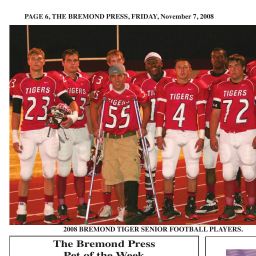 PAGE 6, THE BREMOND PRESS, FRIDAY, November 7, 2008
TIGERS
23
TIGERS
55
TIGERS
4
TIGERS
72
2008 BREMOND TIGER SENIOR FOOTBALL PLAYERS.
The Bremond Press
Pet of the Week